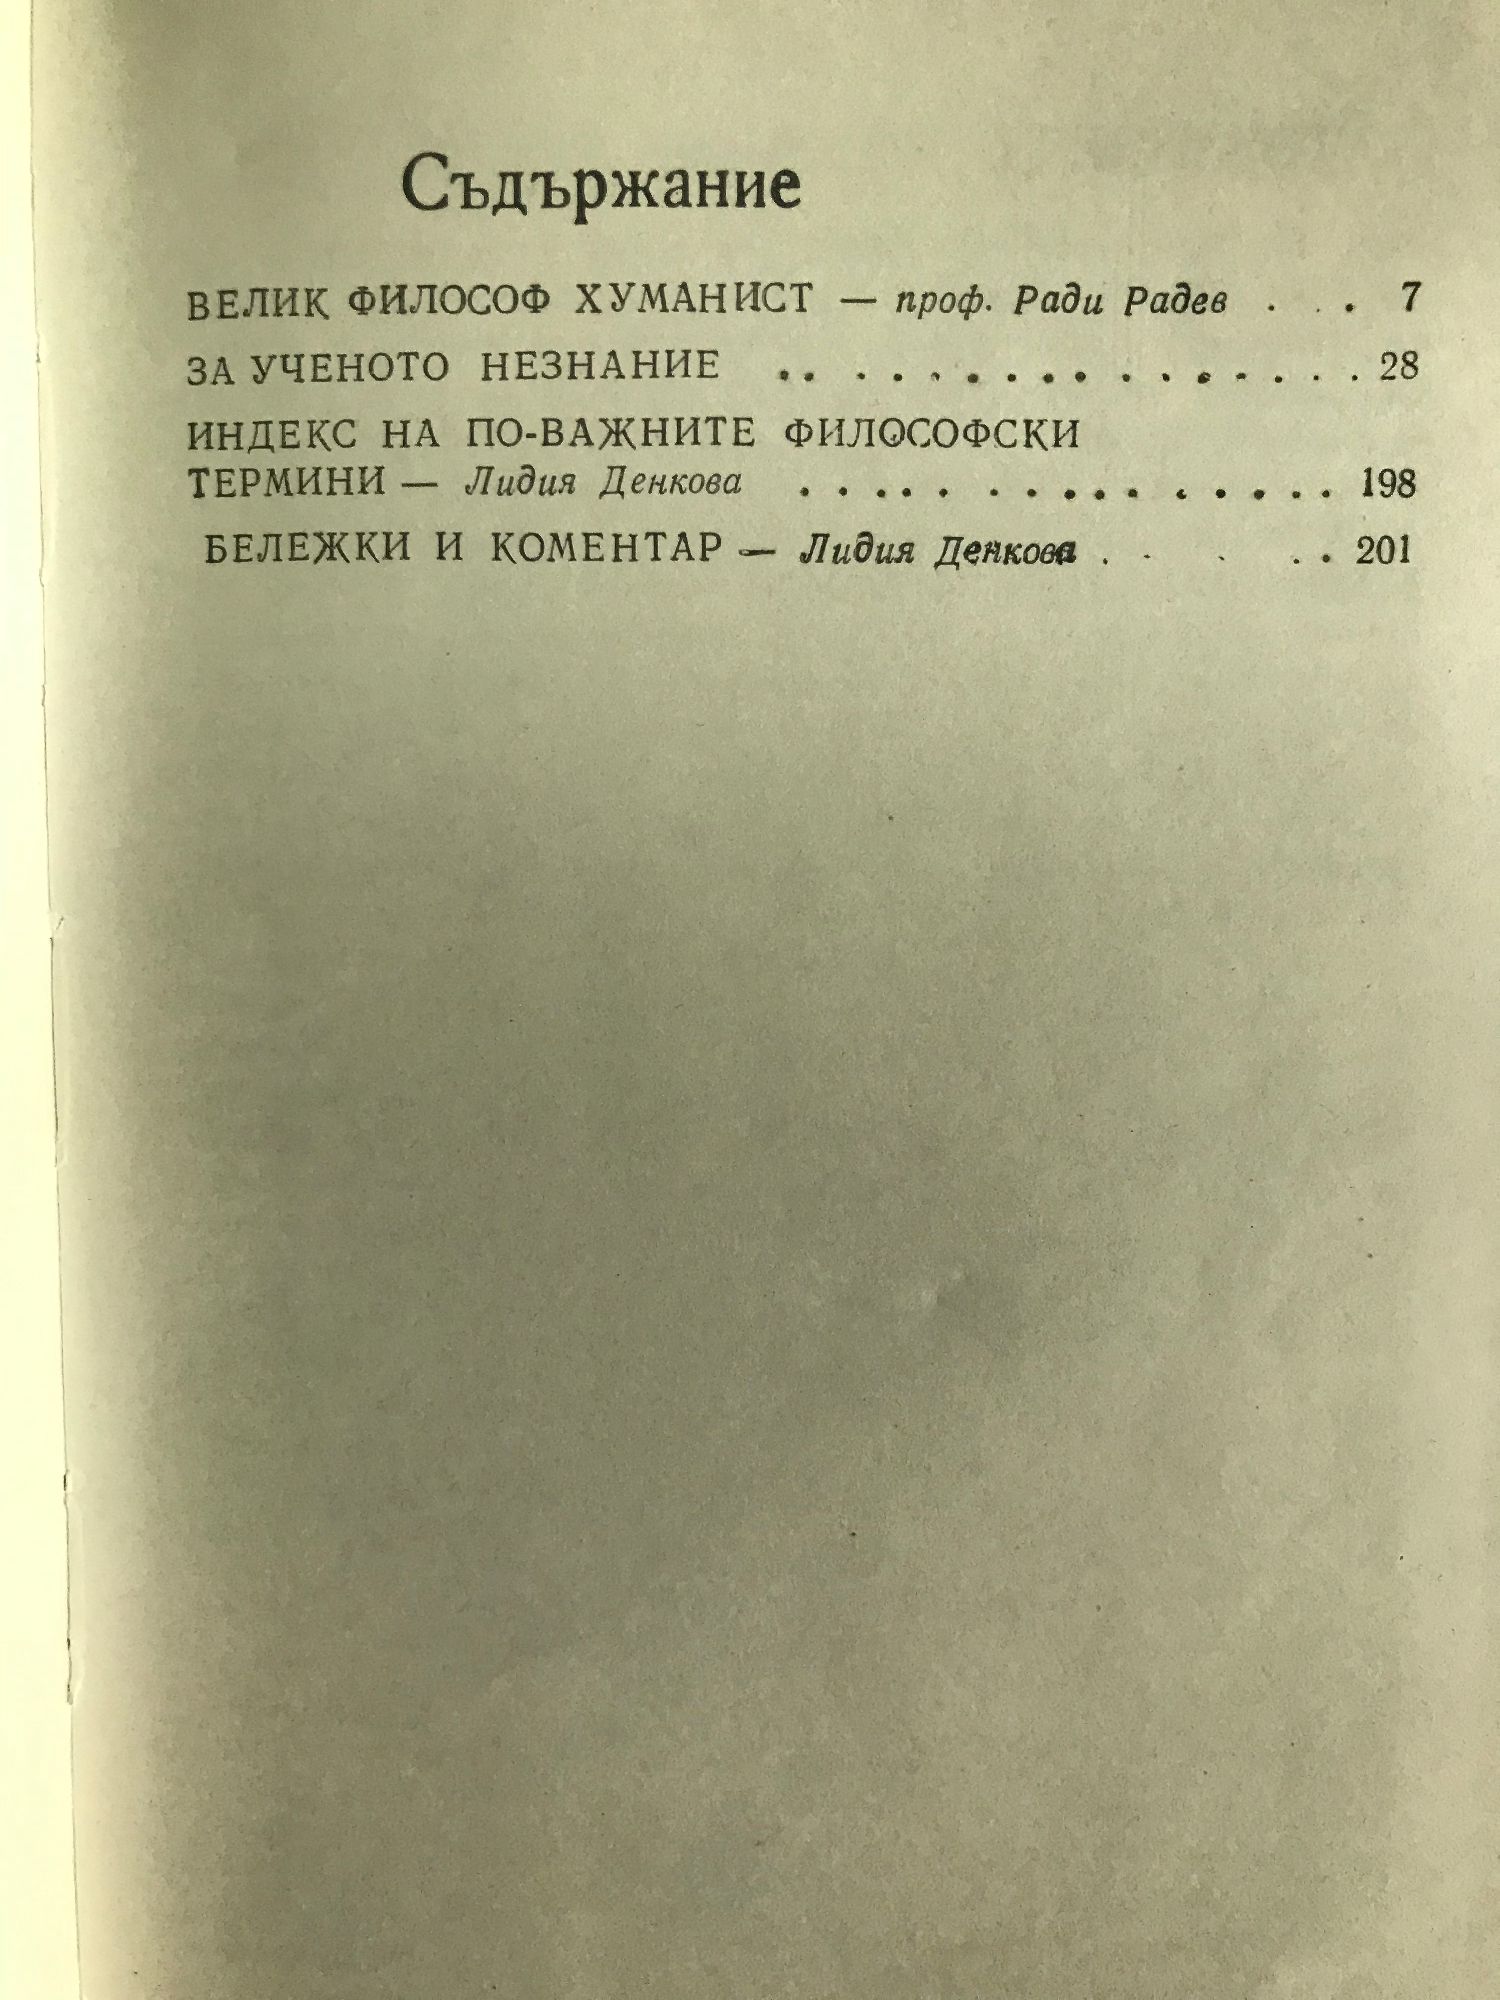 Съдържание
ВЕЛИК ФИЛОСОФ ХУМАНИСТ — проф. Ради Радев . . . 7
ЗА УЧЕНОТО НЕЗНАНИЕ . . . . . . . . . . . . . . . . 28
ИНДЕКС НА ПО-ВАЖНИТЕ ФИЛОСОФСКИ
ТЕРМИНИ — Лидия Денкова . . . . . . . . . . . . . . . 198
БЕЛЕЖКИ И КОМЕНТАР — Лидия Денкова . . . . . 201